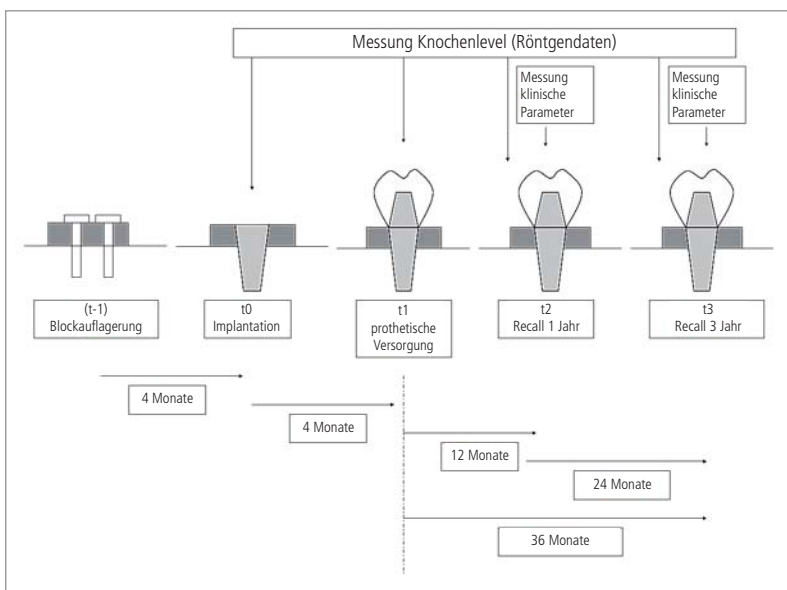 Messung Knochenlevel (Röntgendaten)
Messung
klinische
Parameter
Messung
klinische
Parameter
(t-1)
Blockauflagerung
t0
Implantation
t1
prothetische
Versorgung
t2
Recall 1 Jahr
t3
Recall 3 Jahr
4 Monate
4 Monate
12 Monate
24 Monate
36 Monate